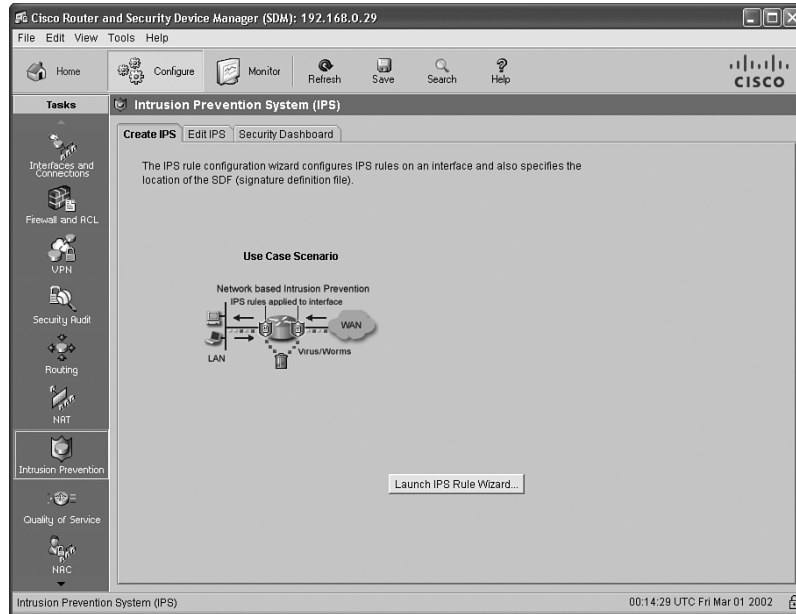 Cisco Router and Security Device Manager (SDM): 192.168.0.29
File Edit View Tools Help
Home
Configure
Monitor
Refresh
Save
Search
Help
CISCO
Tasks
Intrusion Prevention System (IPS)
Interfaces and
Connections
Firewall and ACL
VPN
Security Audit
Routing
NAT
Intrusion Prevention
Quality of Service
NAC
Create IPS
Edit IPS
Security Dashboard
The IPS rule configuration wizard configures IPS rules on an interface and also specifies the
location of the SDF (signature definition file).
Use Case Scenario
Network based Intrusion Prevention
IPS rules applied to interface
WAN
LAN
Virus/Worms
Launch IPS Rule Wizard...
Intrusion Prevention System (IPS)
00:14:29 UTC Fri Mar 01 2002